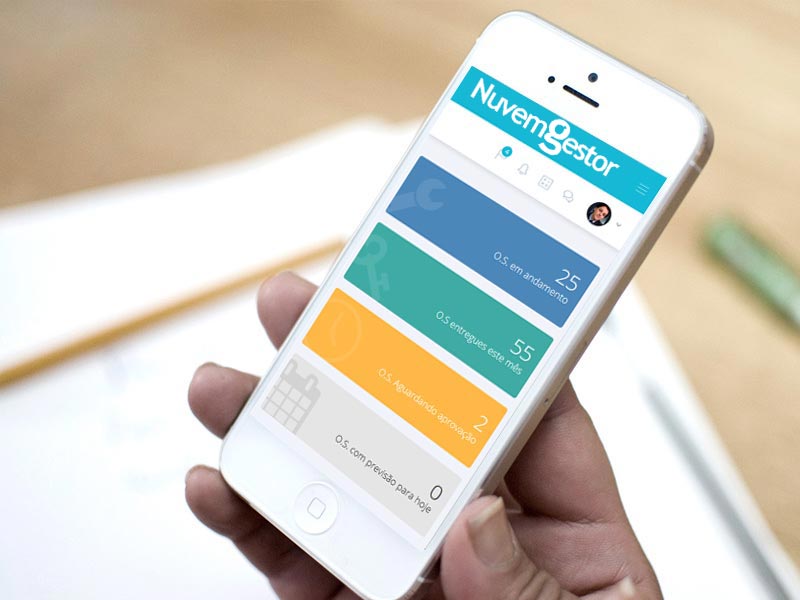 Nuvemgestor
4
25
O.S. em andamento
55
O.S entregues este mês
2
O.S. Aguardando aprovação
0
O.S. com previsão para hoje